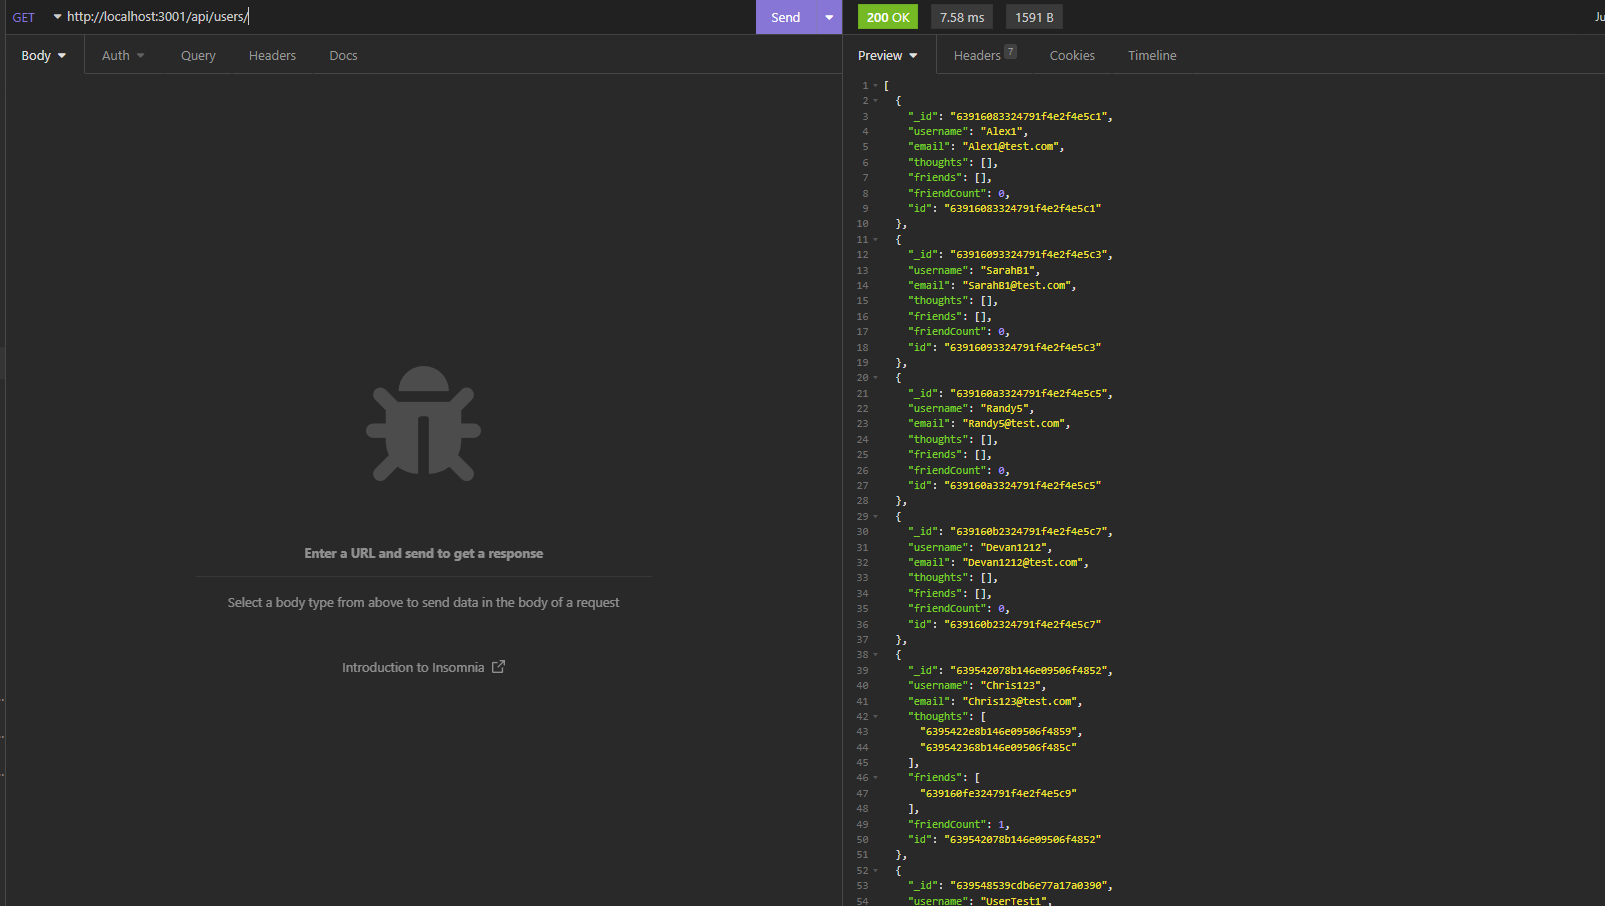 GET http://localhost:3001/api/users/ Send 200 OK 7.58 ms 1591 B Ju
Body Auth Query Headers Docs
Preview Headers 7 Cookies Timeline
Enter a URL and send to get a response
Select a body type from above to send data in the body of a request
Introduction to Insomnia
1 [
2 {
3 "_id": "63916083324791f4e2f4e5c1",
4 "username": "Alex1",
5 "email": "Alex1@test.com",
6 "thoughts": [],
7 "friends": [],
8 "friendCount": 0,
9 "id": "63916083324791f4e2f4e5c1"
10 },
11 {
12 "_id": "63916093324791f4e2f4e5c3",
13 "username": "SarahB1",
14 "email": "SarahB1@test.com",
15 "thoughts": [],
16 "friends": [],
17 "friendCount": 0,
18 "id": "63916093324791f4e2f4e5c3"
19 },
20 {
21 "_id": "639160a3324791f4e2f4e5c5",
22 "username": "Randy5",
23 "email": "Randy5@test.com",
24 "thoughts": [],
25 "friends": [],
26 "friendCount": 0,
27 "id": "639160a3324791f4e2f4e5c5"
28 },
29 {
30 "_id": "639160b2324791f4e2f4e5c7",
31 "username": "Devan1212",
32 "email": "Devan1212@test.com",
33 "thoughts": [],
34 "friends": [],
35 "friendCount": 0,
36 "id": "639160b2324791f4e2f4e5c7"
37 },
38 {
39 "_id": "639542078b146e09506f4852",
40 "username": "Chris123",
41 "email": "Chris123@test.com",
42 "thoughts": [
43 "6395422e8b146e09506f4859",
44 "639542368b146e09506f485c"
45 ],
46 "friends": [
47 "639160fe324791f4e2f4e5c9"
48 ],
49 "friendCount": 1,
50 "id": "639542078b146e09506f4852"
51 },
52 {
53 "_id": "639548539cdb6e77a17a0390",
54 "username": "UserTest1",